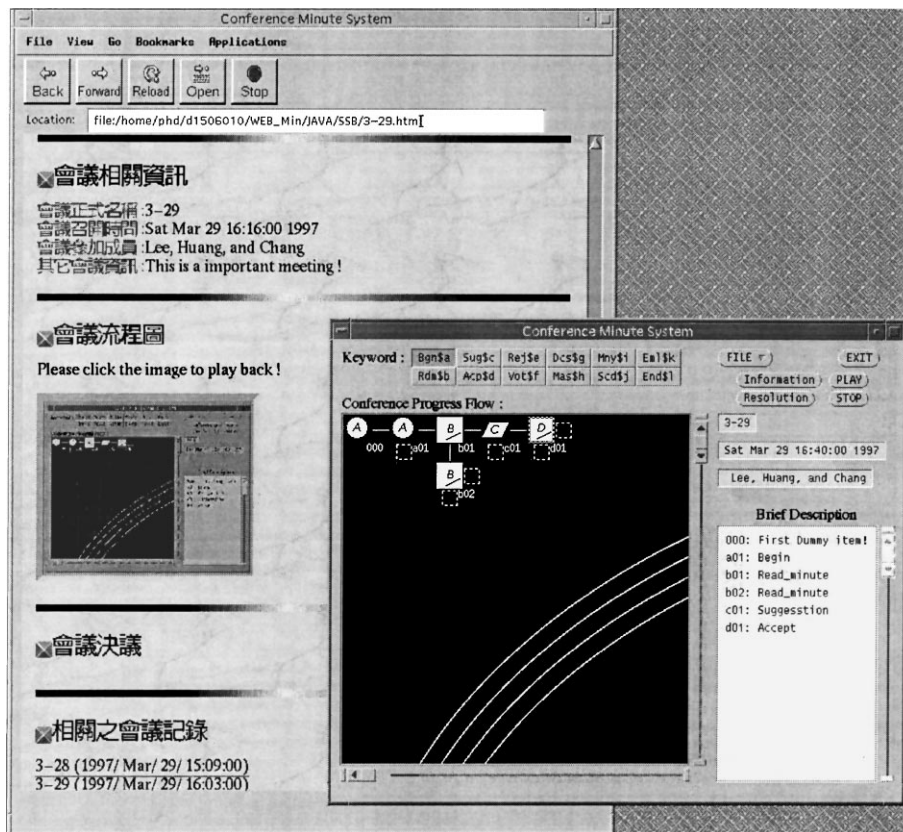 Conference Minute System
File View Go Bookmarks Applications
Back Forward Reload Open Stop
Location: file:/home/phd/d1506010/WEB_Min/JAVA/SSB/3-29.htm
會議相關資訊
會議正式名稱:3-29
會議召開時間:Sat Mar 29 16:16:00 1997
會議參加成員:Lee, Huang, and Chang
其它會議資訊:This is a important meeting !
會議流程圖
Please click the image to play back !
會議決議
相關之會議記錄
3-28 (1997/ Mar/ 29/ 15:09:00)
3-29 (1997/ Mar/ 29/ 16:03:00)
Conference Minute System
Keyword : Bgn$a Sug$c Rej$e Dcs$g Mny$i Eml$k
Rdm$b Acp$d Vot$f Mas$h Scd$j End$l
FILE EXIT
Information PLAY
Resolution STOP
Conference Progress Flow :
A A B C D
000 a01 b01 c01 d01
B
b02
3-29
Sat Mar 29 16:40:00 1997
Lee, Huang, and Chang
Brief Description
000: First Dummy item!
a01: Begin
b01: Read_minute
b02: Read_minute
c01: Suggesstion
d01: Accept